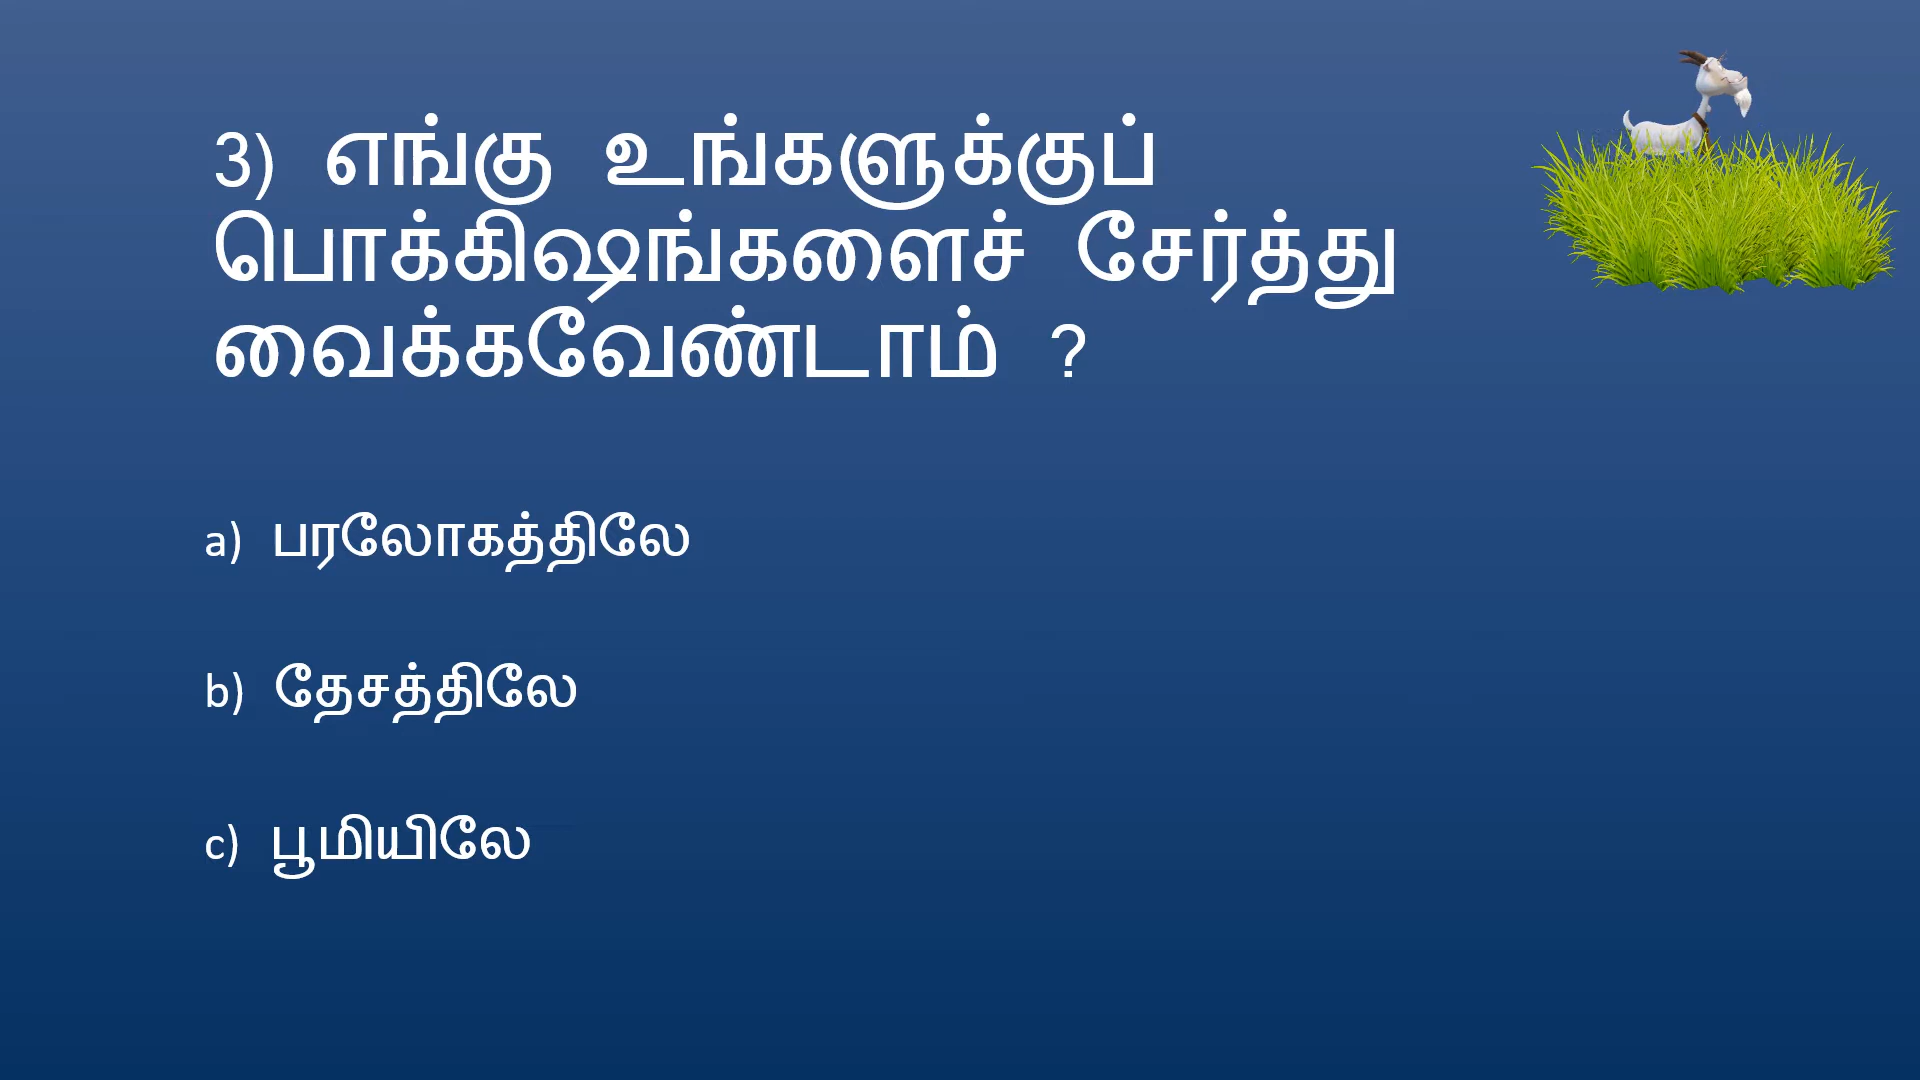 3) எங்கு உங்களுக்குப்
பொக்கிஷங்களைச் சேர்த்து
வைக்கவேண்டாம் ?
a) பரலோகத்திலே
b) தேசத்திலே
c) பூமியிலே